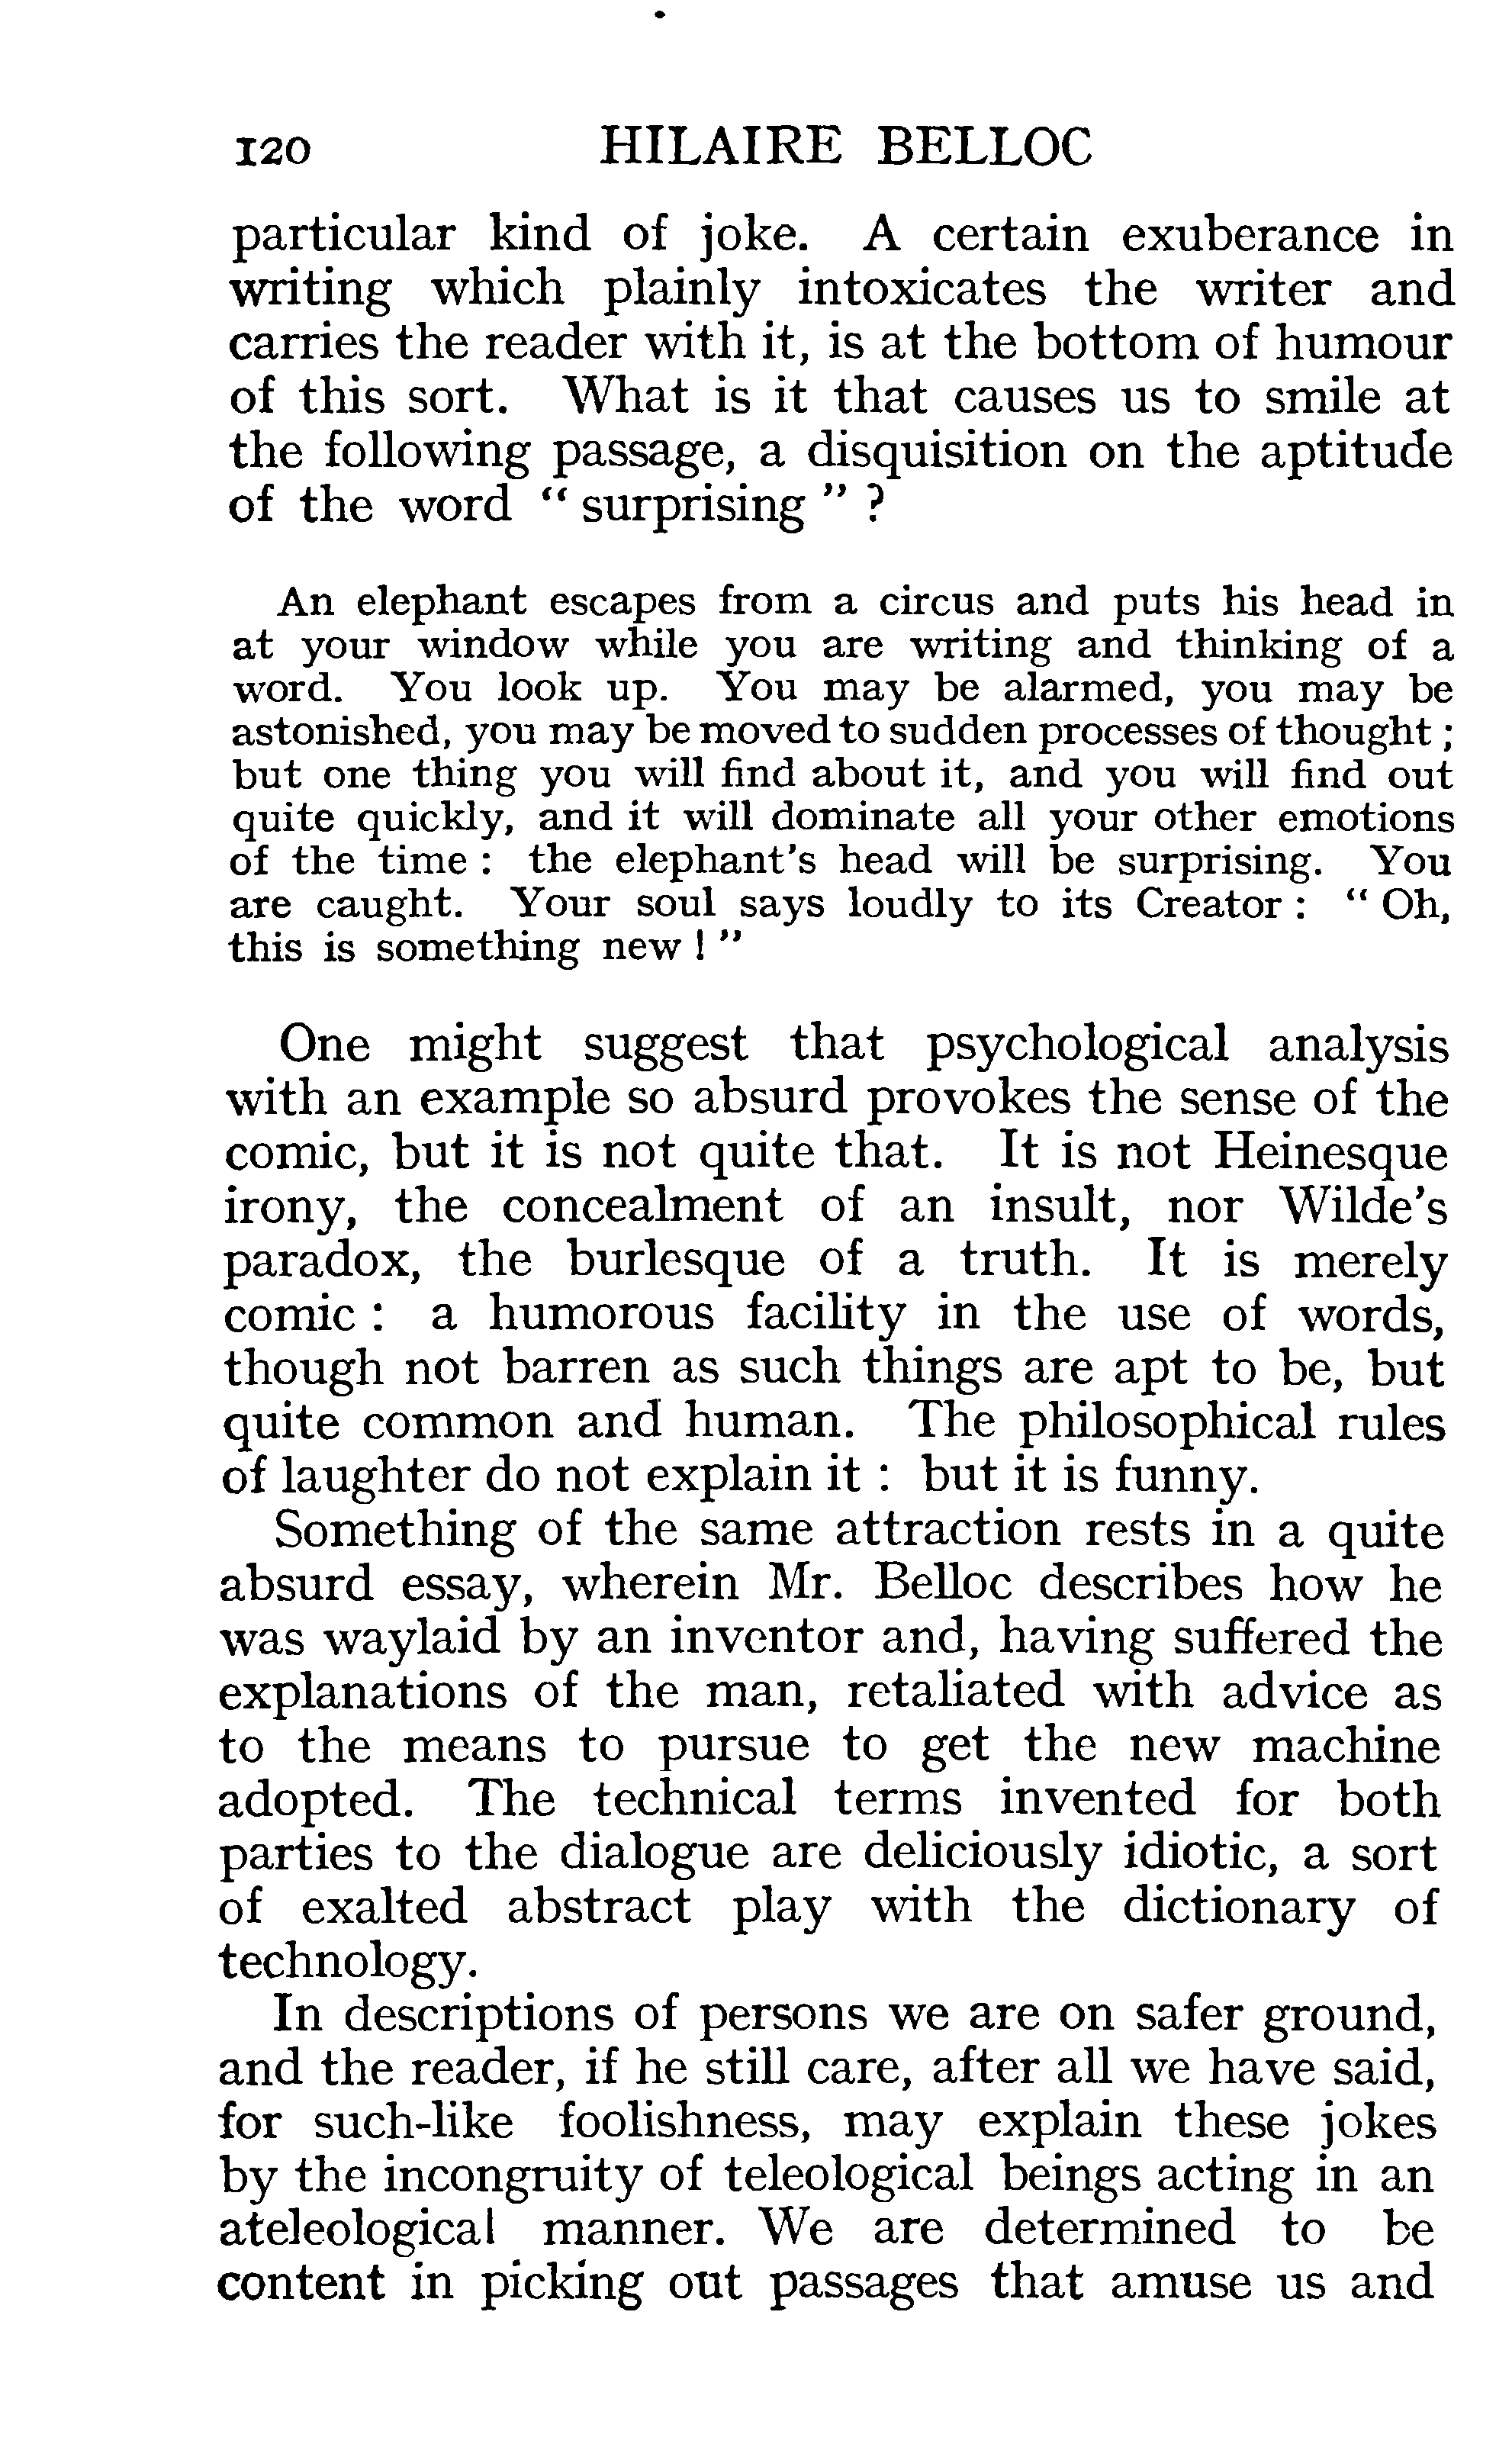 120 HILAIRE BELLOC
particular kind of joke. A certain exuberance in
writing which plainly intoxicates the writer and
carries the reader with it, is at the bottom of humour
of this sort. What is it that causes us to smile at
the following passage, a disquisition on the aptitude
of the word “ surprising ” ?
An elephant escapes from a circus and puts his head in
at your window while you are writing and thinking of a
word. You look up. You may be alarmed, you may be
astonished, you may be moved to sudden processes of thought ;
but one thing you will find about it, and you will find out
quite quickly, and it will dominate all your other emotions
of the time : the elephant's head will be surprising. You
are caught. Your soul says loudly to its Creator : “ Oh,
this is something new ! ”
One might suggest that psychological analysis
with an example so absurd provokes the sense of the
comic, but it is not quite that. It is not Heinesque
irony, the concealment of an insult, nor Wilde's
paradox, the burlesque of a truth. It is merely
comic : a humorous facility in the use of words,
though not barren as such things are apt to be, but
quite common and human. The philosophical rules
of laughter do not explain it : but it is funny.
Something of the same attraction rests in a quite
absurd essay, wherein Mr. Belloc describes how he
was waylaid by an inventor and, having suffered the
explanations of the man, retaliated with advice as
to the means to pursue to get the new machine
adopted. The technical terms invented for both
parties to the dialogue are deliciously idiotic, a sort
of exalted abstract play with the dictionary of
technology.
In descriptions of persons we are on safer ground,
and the reader, if he still care, after all we have said,
for such-like foolishness, may explain these jokes
by the incongruity of teleological beings acting in an
ateleological manner. We are determined to be
content in picking out passages that amuse us and